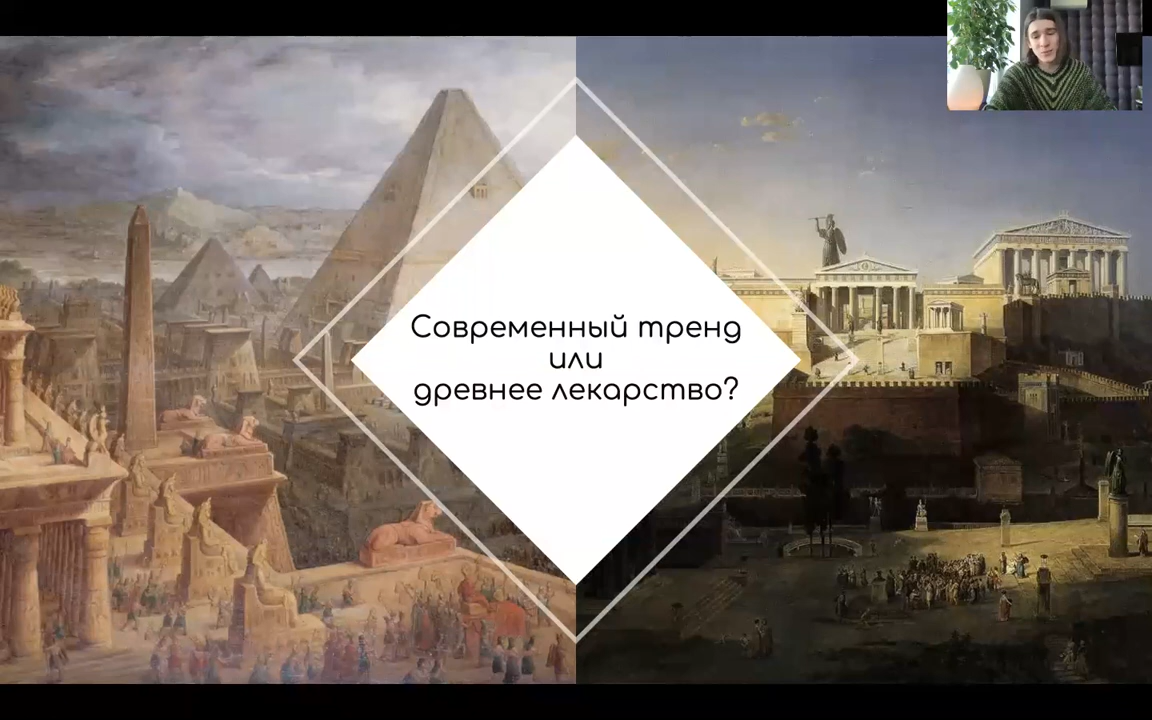 Современный тренд
или
древнее лекарство?